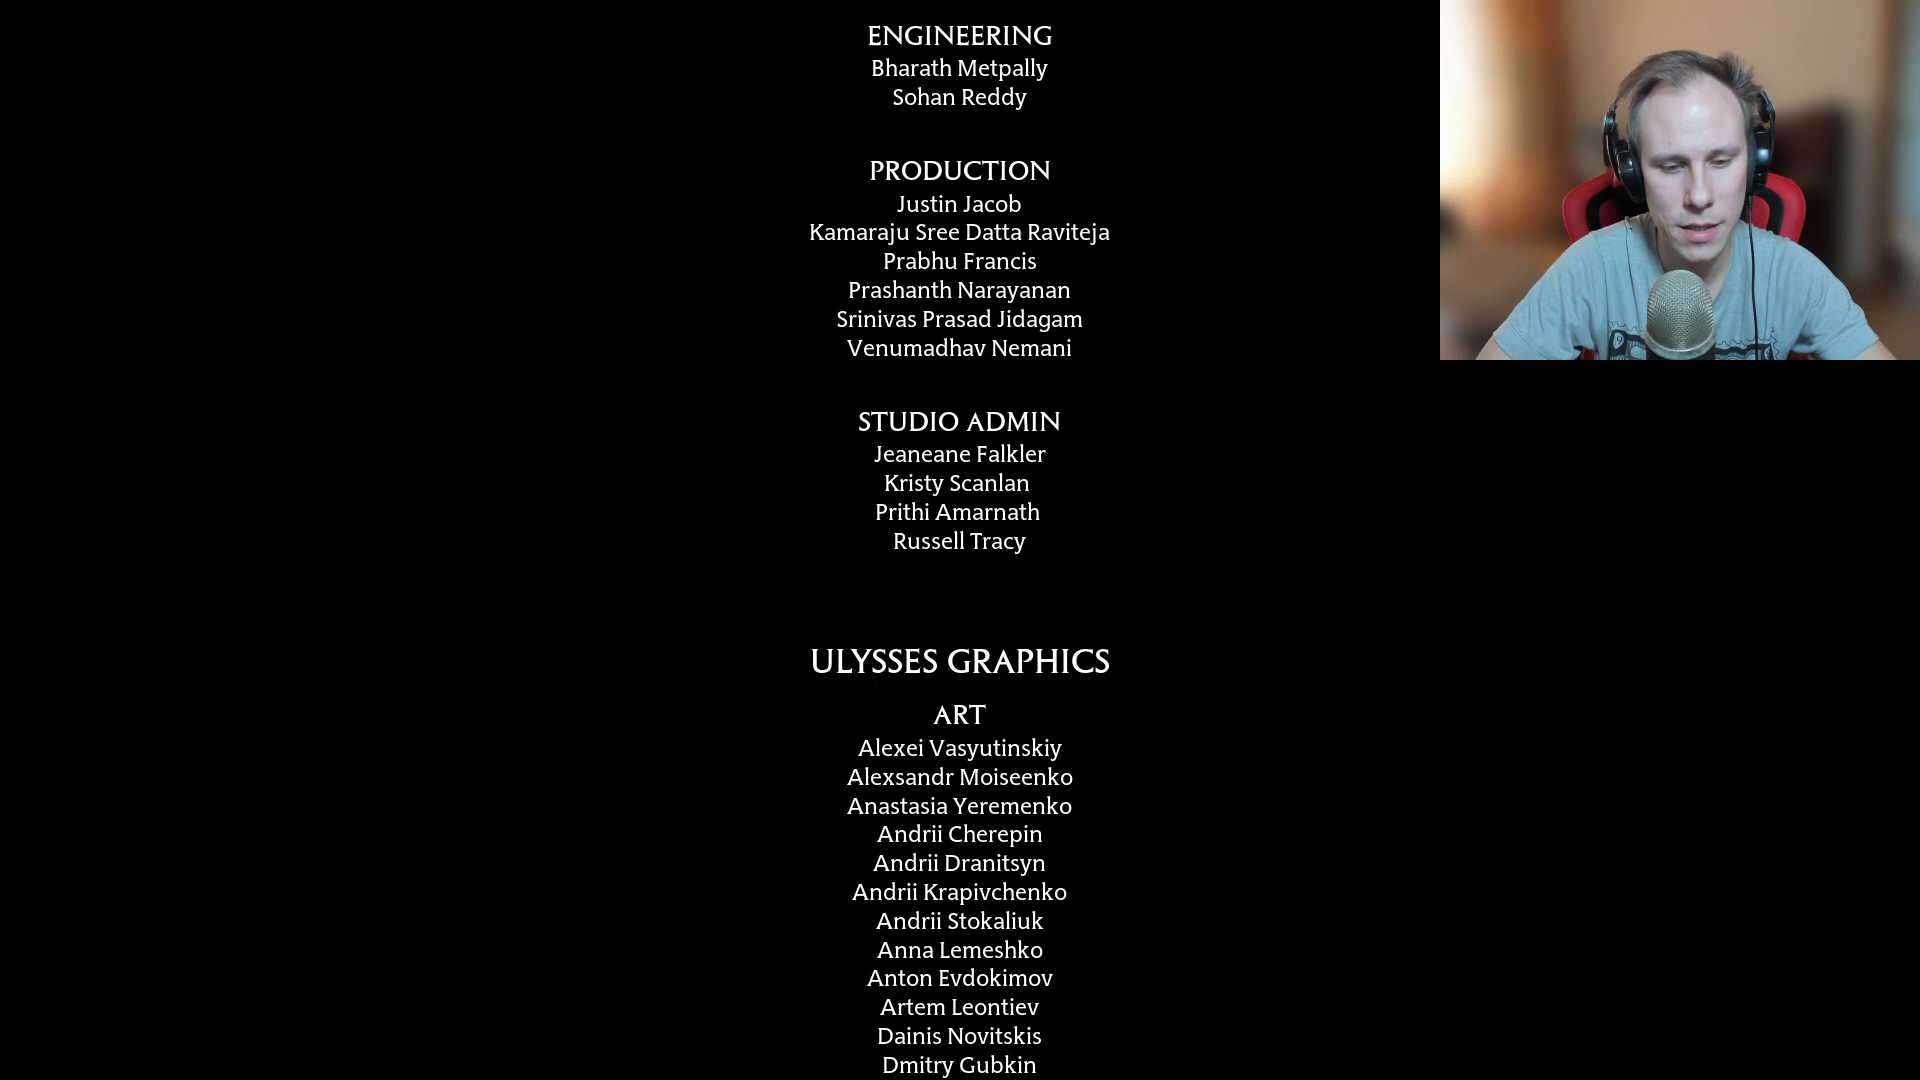 ENGINEERING
Bharath Metpally
Sohan Reddy
PRODUCTION
Justin Jacob
Kamaraju Sree Datta Raviteja
Prabhu Francis
Prashanth Narayanan
Srinivas Prasad Jidagam
Venumadhav Nemani
STUDIO ADMIN
Jeaneane Falkler
Kristy Scanlan
Prithi Amarnath
Russell Tracy
ULYSSES GRAPHICS
ART
Alexei Vasyutinskiy
Alexsandr Moiseenko
Anastasia Yeremenko
Andrii Cherepin
Andrii Dranitsyn
Andrii Krapivchenko
Andrii Stokaliuk
Anna Lemeshko
Anton Evdokimov
Artem Leontiev
Dainis Novitskis
Dmitry Gubkin